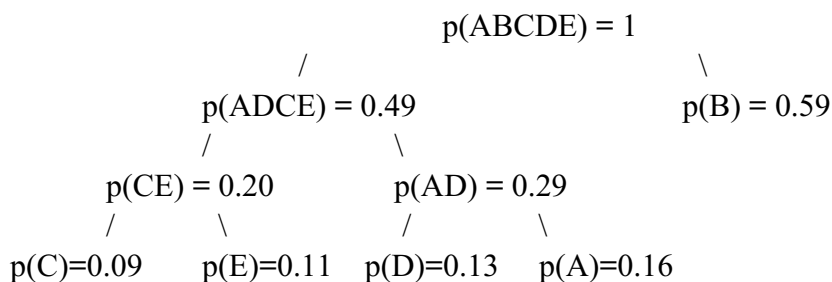 p(ABCDE) = 1
/ \
p(ADCE) = 0.49 p(B) = 0.59
/ \
p(CE) = 0.20 p(AD) = 0.29
/ \ / \
p(C)=0.09 p(E)=0.11 p(D)=0.13 p(A)=0.16